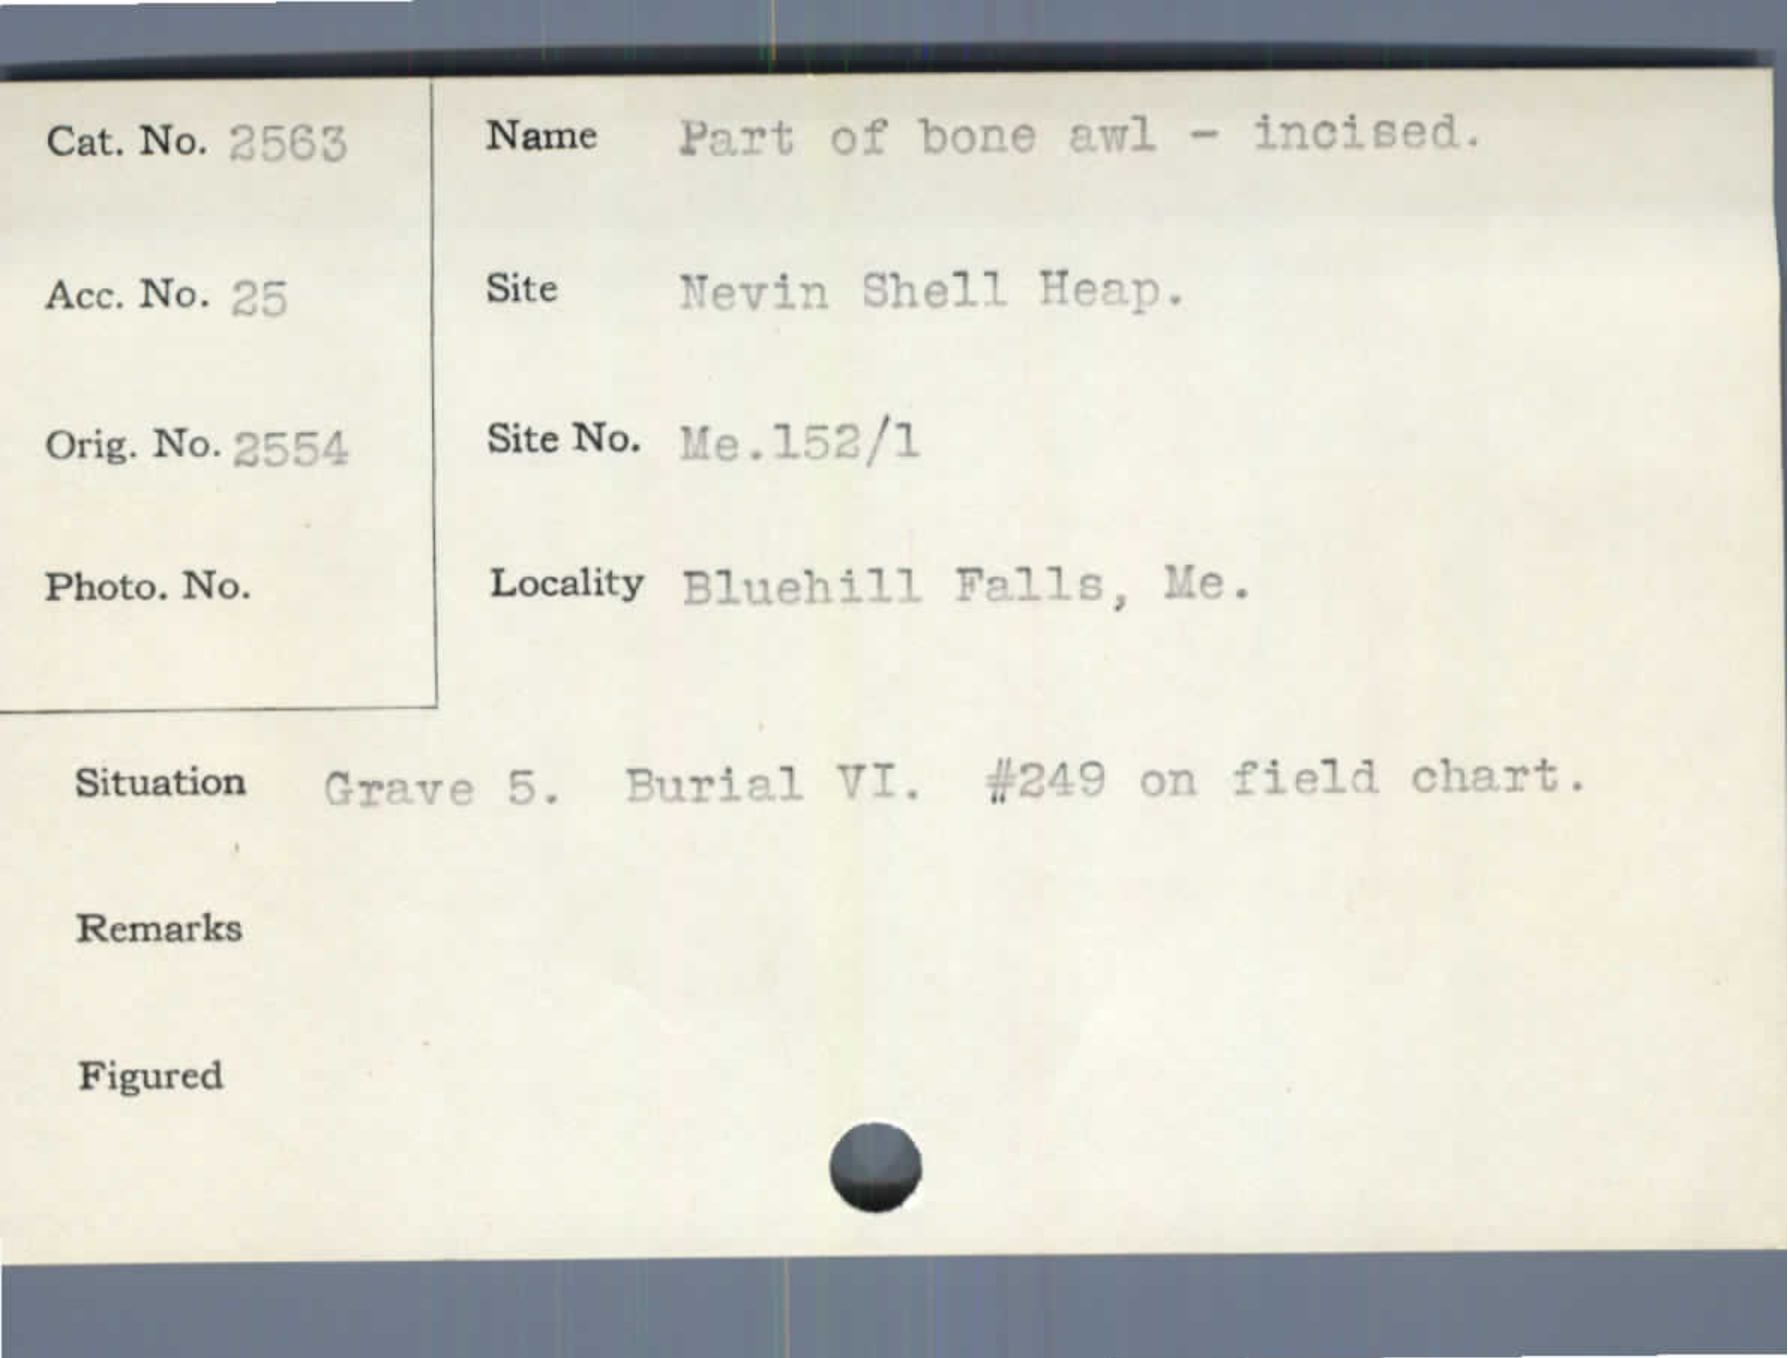 Cat. No. 2563
Name Part of bone awl - incised.
Acc. No. 25
Site Nevin Shell Heap.
Orig. No. 2554
Site No. Me.152/1
Photo. No.
Locality Bluehill Falls, Me.
Situation Grave 5. Burial VI. #249 on field chart.
Remarks
Figured